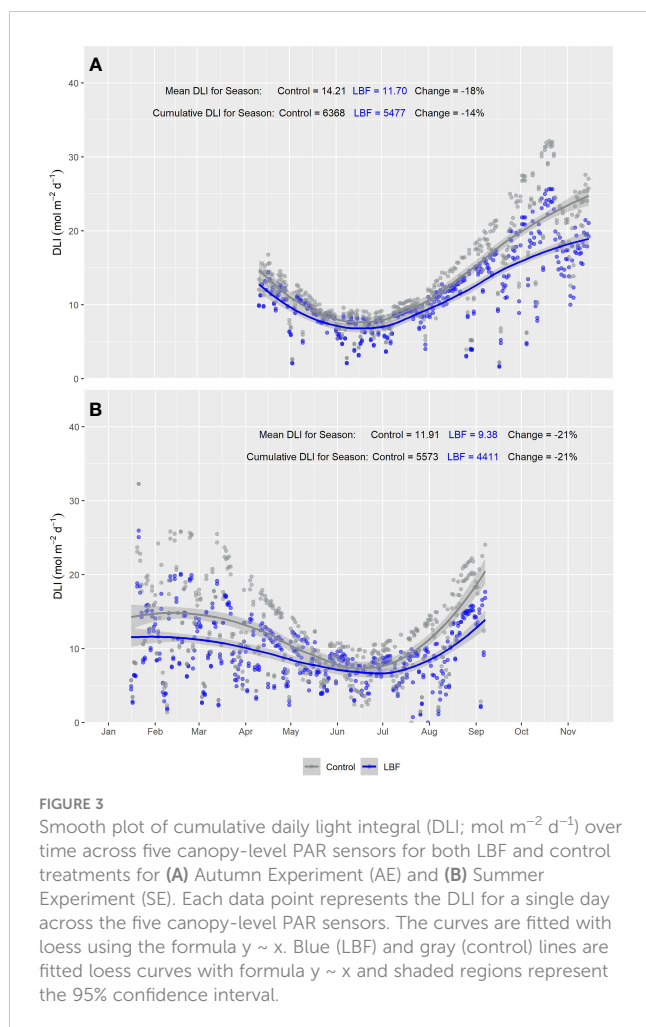 A
Mean DLI for Season: Control = 14.21 LBF = 11.70 Change = -18%
Cumulative DLI for Season: Control = 6368 LBF = 5477 Change = -14%
40
30
20
10
0
DLI (mol m⁻² d⁻¹)
B
Mean DLI for Season: Control = 11.91 LBF = 9.38 Change = -21%
Cumulative DLI for Season: Control = 5573 LBF = 4411 Change = -21%
40
30
20
10
0
DLI (mol m⁻² d⁻¹)
Jan Feb Mar Apr May Jun Jul Aug Sep Oct Nov
Control LBF
FIGURE 3
Smooth plot of cumulative daily light integral (DLI; mol m⁻² d⁻¹) over
time across five canopy-level PAR sensors for both LBF and control
treatments for (A) Autumn Experiment (AE) and (B) Summer
Experiment (SE). Each data point represents the DLI for a single day
across the five canopy-level PAR sensors. The curves are fitted with
loess using the formula y ~ x. Blue (LBF) and gray (control) lines are
fitted loess curves with formula y ~ x and shaded regions represent
the 95% confidence interval.